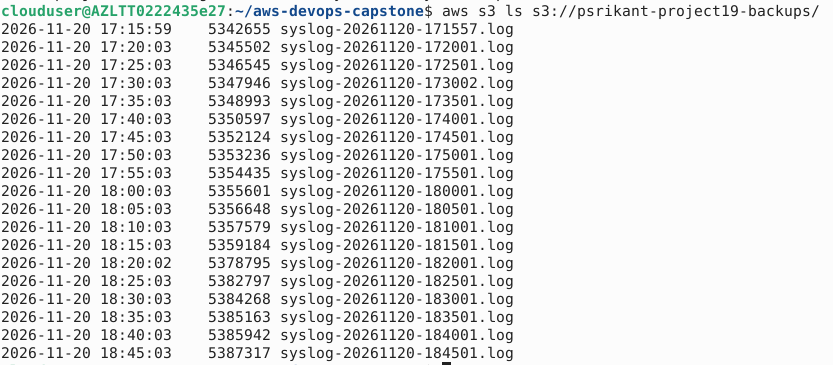 clouduser@AZLTT0222435e27:~/aws-devops-capstone$ aws s3 ls s3://psrikant-project19-backups/
2026-11-20 17:15:59    5342655 syslog-20261120-171557.log
2026-11-20 17:20:03    5345502 syslog-20261120-172001.log
2026-11-20 17:25:03    5346545 syslog-20261120-172501.log
2026-11-20 17:30:03    5347946 syslog-20261120-173002.log
2026-11-20 17:35:03    5348993 syslog-20261120-173501.log
2026-11-20 17:40:03    5350597 syslog-20261120-174001.log
2026-11-20 17:45:03    5352124 syslog-20261120-174501.log
2026-11-20 17:50:03    5353236 syslog-20261120-175001.log
2026-11-20 17:55:03    5354435 syslog-20261120-175501.log
2026-11-20 18:00:03    5355601 syslog-20261120-180001.log
2026-11-20 18:05:03    5356648 syslog-20261120-180501.log
2026-11-20 18:10:03    5357579 syslog-20261120-181001.log
2026-11-20 18:15:03    5359184 syslog-20261120-181501.log
2026-11-20 18:20:02    5378795 syslog-20261120-182001.log
2026-11-20 18:25:03    5382797 syslog-20261120-182501.log
2026-11-20 18:30:03    5384268 syslog-20261120-183001.log
2026-11-20 18:35:03    5385163 syslog-20261120-183501.log
2026-11-20 18:40:03    5385942 syslog-20261120-184001.log
2026-11-20 18:45:03    5387317 syslog-20261120-184501.log